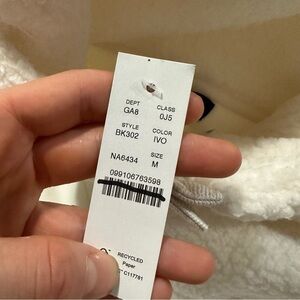 DEPT CLASS
GA8 0J5
STYLE COLOR
BK302 IVO
SIZE
NA6434 M
099106763598
RECYCLED
Paper
C117781